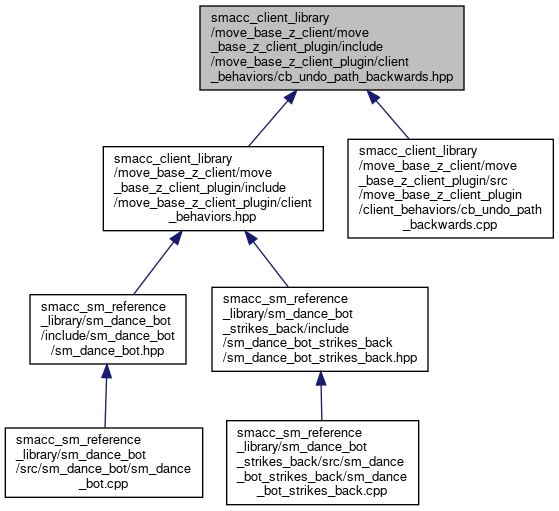 smacc_client_library
/move_base_z_client/move
_base_z_client_plugin/include
/move_base_z_client_plugin/client
_behaviors/cb_undo_path_backwards.hpp
smacc_client_library
/move_base_z_client/move
_base_z_client_plugin/include
/move_base_z_client_plugin/client
_behaviors.hpp
smacc_client_library
/move_base_z_client/move
_base_z_client_plugin/src
/move_base_z_client_plugin
/client_behaviors/cb_undo_path
_backwards.cpp
smacc_sm_reference
_library/sm_dance_bot
/include/sm_dance_bot
/sm_dance_bot.hpp
smacc_sm_reference
_library/sm_dance_bot
_strikes_back/include
/sm_dance_bot_strikes_back
/sm_dance_bot_strikes_back.hpp
smacc_sm_reference
_library/sm_dance_bot
/src/sm_dance_bot/sm_dance
_bot.cpp
smacc_sm_reference
_library/sm_dance_bot
_strikes_back/src/sm_dance
_bot_strikes_back/sm_dance
_bot_strikes_back.cpp